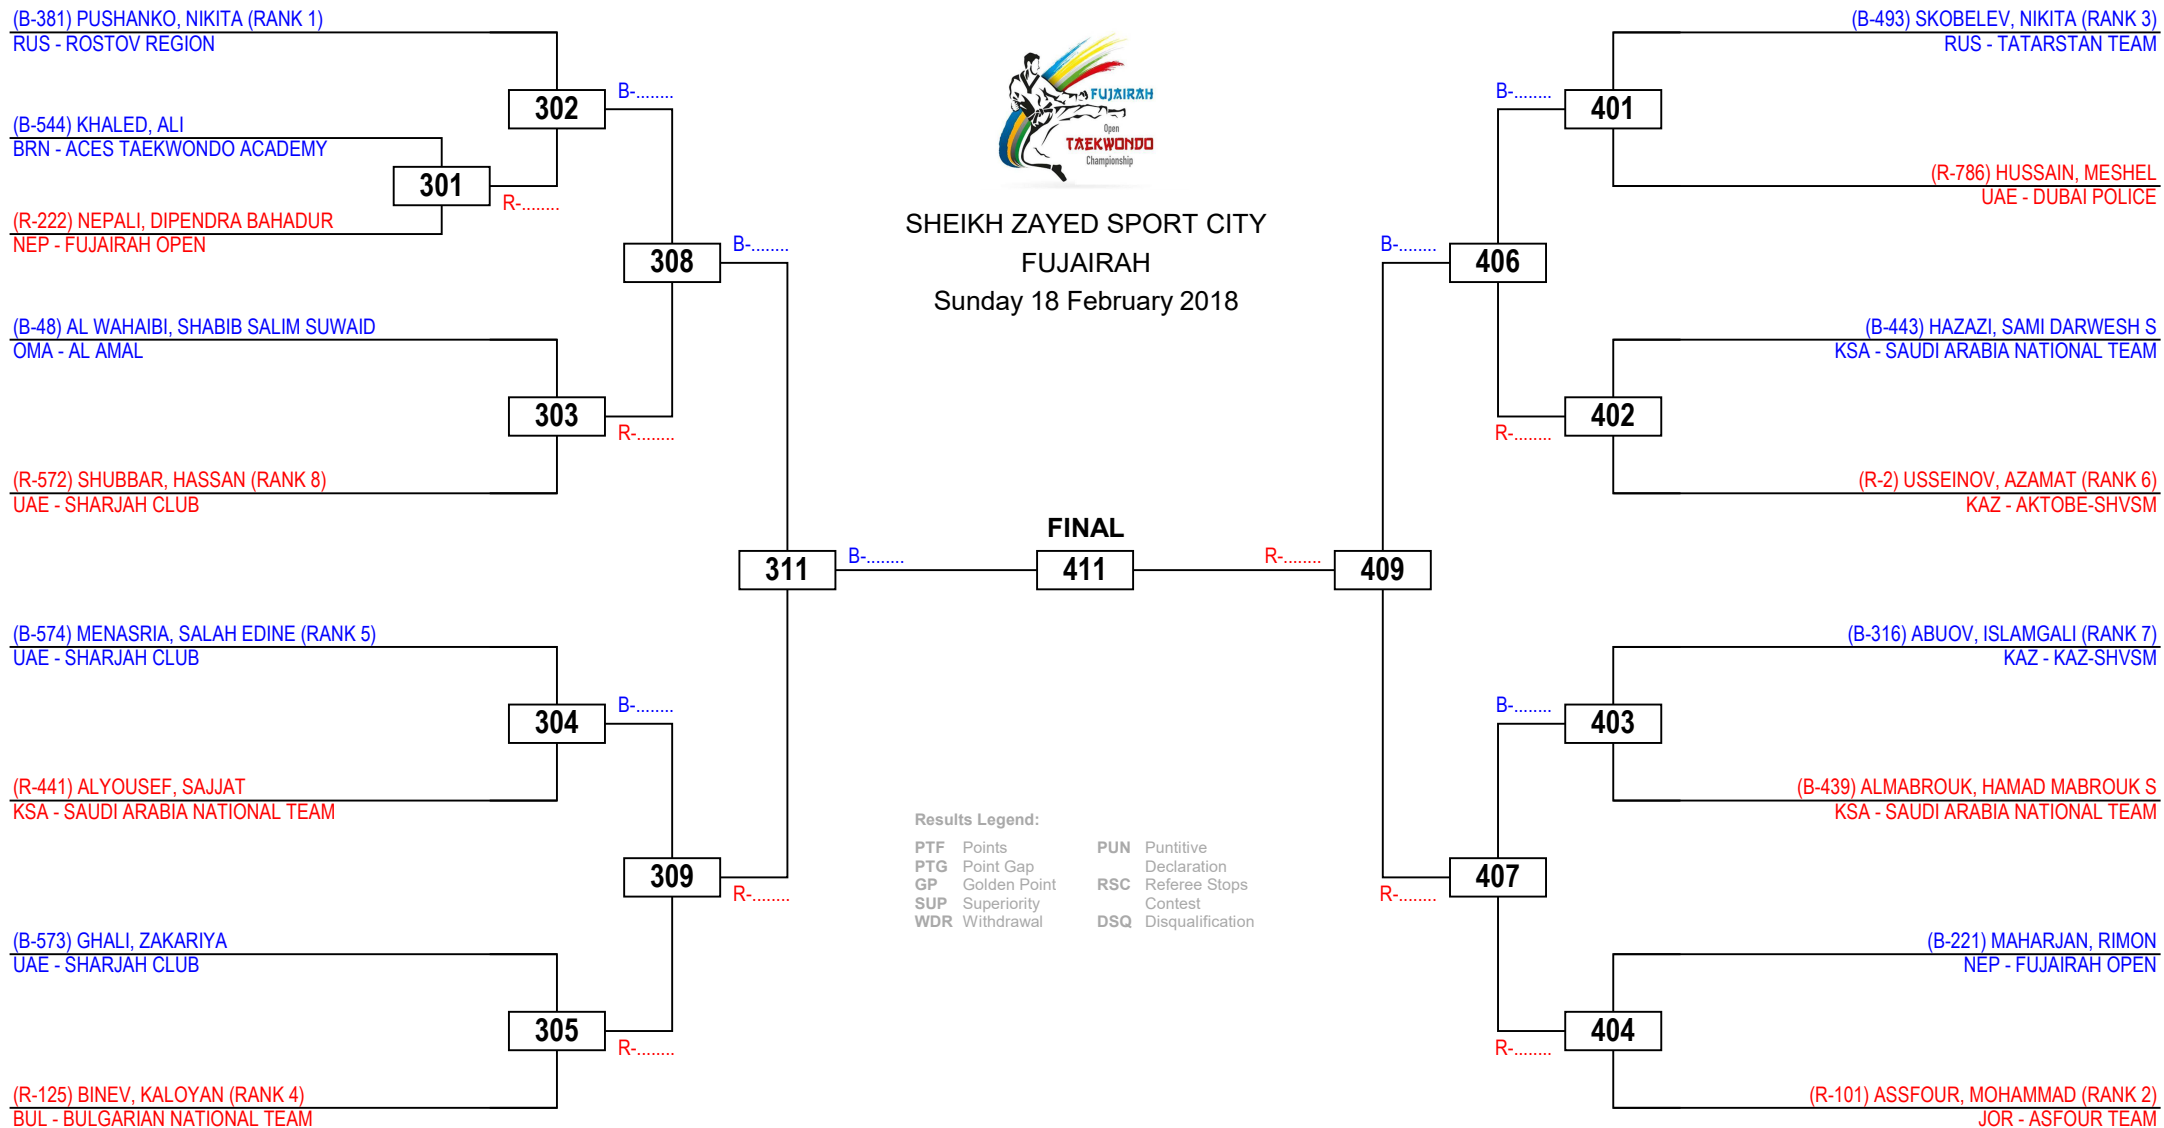 (B-381) PUSHANKO, NIKITA (RANK 1)
RUS - ROSTOV REGION
302
B-........
(B-544) KHALED, ALI
BRN - ACES TAEKWONDO ACADEMY
301
R-........
(R-222) NEPALI, DIPENDRA BAHADUR
NEP - FUJAIRAH OPEN
308
B-........
(B-48) AL WAHAIBI, SHABIB SALIM SUWAID
OMA - AL AMAL
303
R-........
(R-572) SHUBBAR, HASSAN (RANK 8)
UAE - SHARJAH CLUB
311
B-........
(B-574) MENASRIA, SALAH EDINE (RANK 5)
UAE - SHARJAH CLUB
304
B-........
(R-441) ALYOUSEF, SAJJAT
KSA - SAUDI ARABIA NATIONAL TEAM
309
R-........
(B-573) GHALI, ZAKARIYA
UAE - SHARJAH CLUB
305
R-........
(R-125) BINEV, KALOYAN (RANK 4)
BUL - BULGARIAN NATIONAL TEAM
FUJAIRAH
Open
TAEKWONDO
Championship
SHEIKH ZAYED SPORT CITY
FUJAIRAH
Sunday 18 February 2018
FINAL
411
Results Legend:
PTF Points
PTG Point Gap
GP Golden Point
SUP Superiority
WDR Withdrawal
PUN Puntitive
Declaration
RSC Referee Stops
Contest
DSQ Disqualification
(B-493) SKOBELEV, NIKITA (RANK 3)
RUS - TATARSTAN TEAM
B-........
401
(R-786) HUSSAIN, MESHEL
UAE - DUBAI POLICE
B-........
406
(B-443) HAZAZI, SAMI DARWESH S
KSA - SAUDI ARABIA NATIONAL TEAM
402
R-........
(R-2) USSEINOV, AZAMAT (RANK 6)
KAZ - AKTOBE-SHVSM
R-........
409
(B-316) ABUOV, ISLAMGALI (RANK 7)
KAZ - KAZ-SHVSM
B-........
403
(B-439) ALMABROUK, HAMAD MABROUK S
KSA - SAUDI ARABIA NATIONAL TEAM
407
R-........
(B-221) MAHARJAN, RIMON
NEP - FUJAIRAH OPEN
404
R-........
(R-101) ASSFOUR, MOHAMMAD (RANK 2)
JOR - ASFOUR TEAM